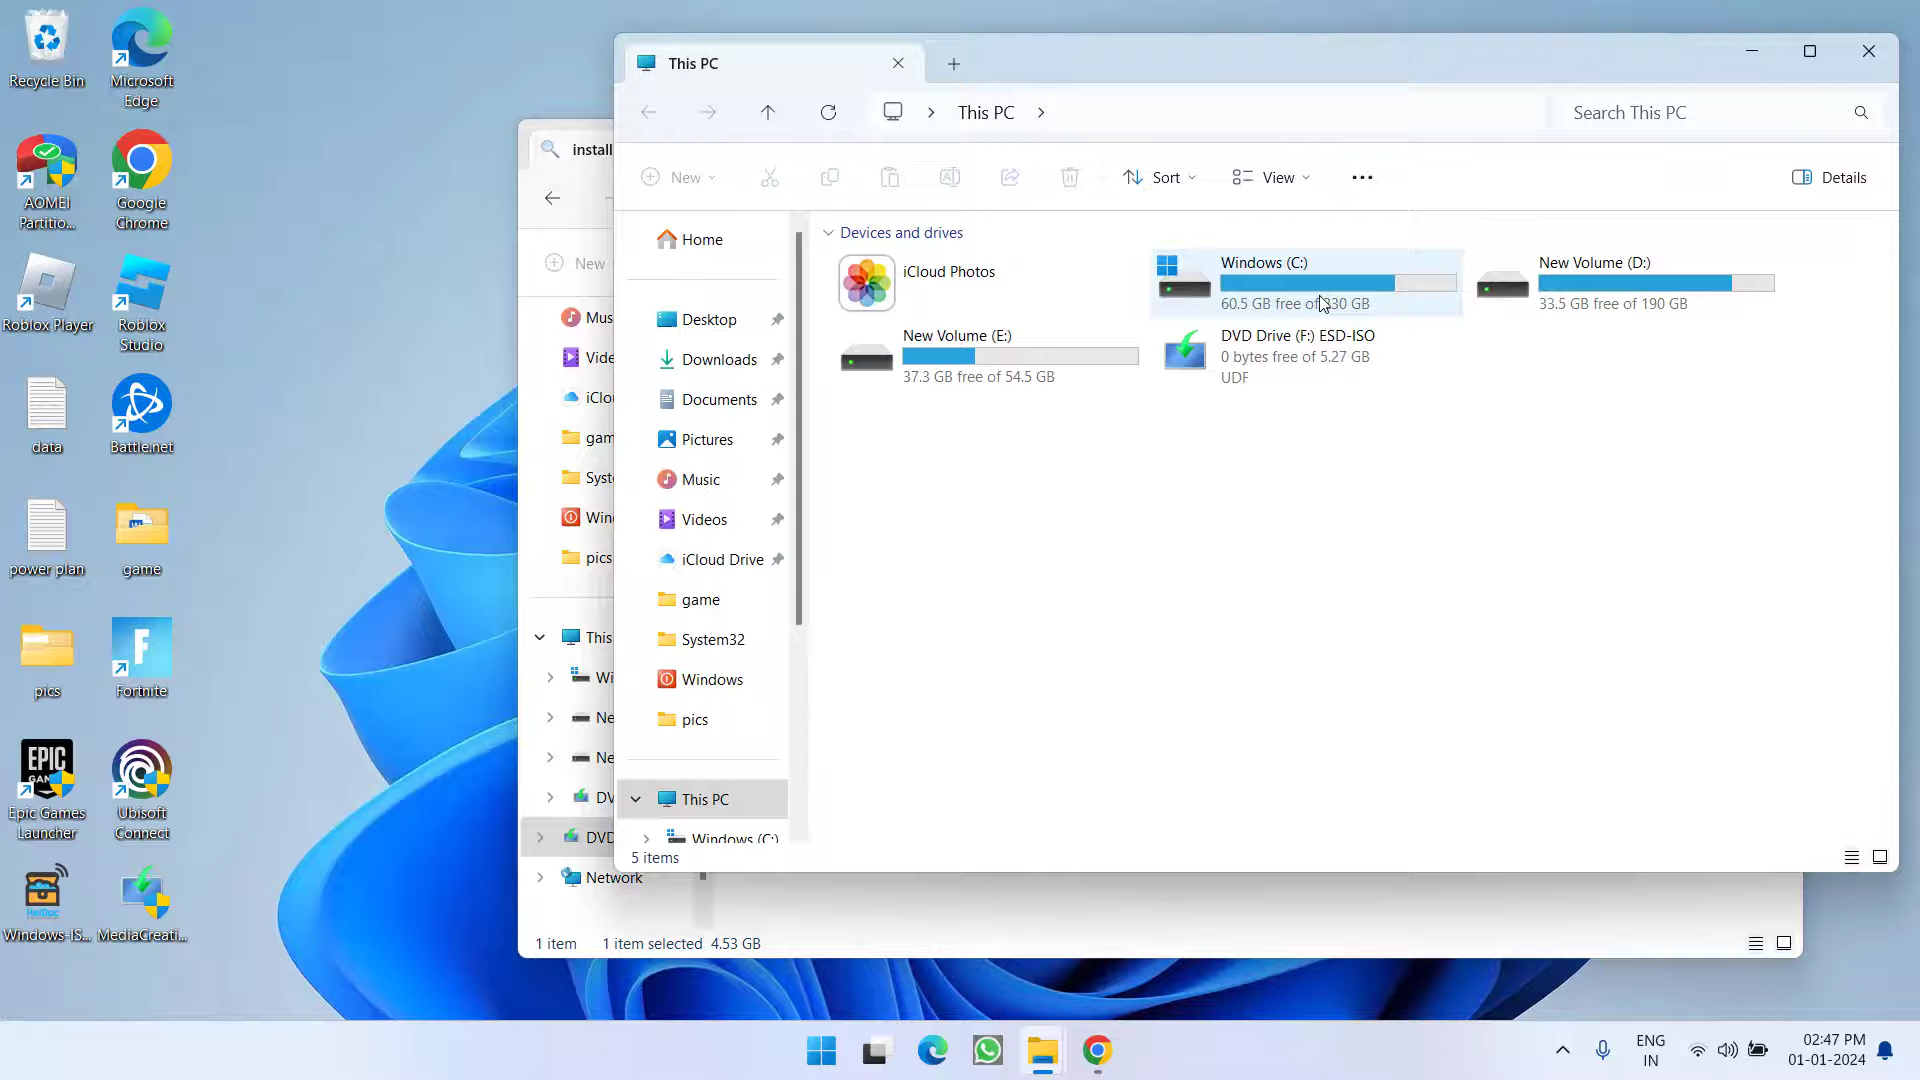 Recycle Bin
Microsoft
Edge
AOMEI
Partitio...
Google
Chrome
Roblox Player
Roblox
Studio
data
Battle.net
power plan
game
pics
Fortnite
EPIC
Epic Games
Launcher
Ubisoft
Connect
Windows-IS...
MediaCreati...
install
New
Mus
Vide
iClou
gam
Syst
Win
pics
This
Wi
Ne
Ne
DV
DVD
Network
1 item 1 item selected 4.53 GB
This PC
This PC
Search This PC
New
Sort
View
Details
Home
Desktop
Downloads
Documents
Pictures
Music
Videos
iCloud Drive
game
System32
Windows
pics
This PC
Windows (C:)
5 items
Devices and drives
iCloud Photos
Windows (C:)
60.5 GB free of 330 GB
New Volume (D:)
33.5 GB free of 190 GB
New Volume (E:)
37.3 GB free of 54.5 GB
DVD Drive (F:) ESD-ISO
0 bytes free of 5.27 GB
UDF
ENG
IN
02:47 PM
01-01-2024